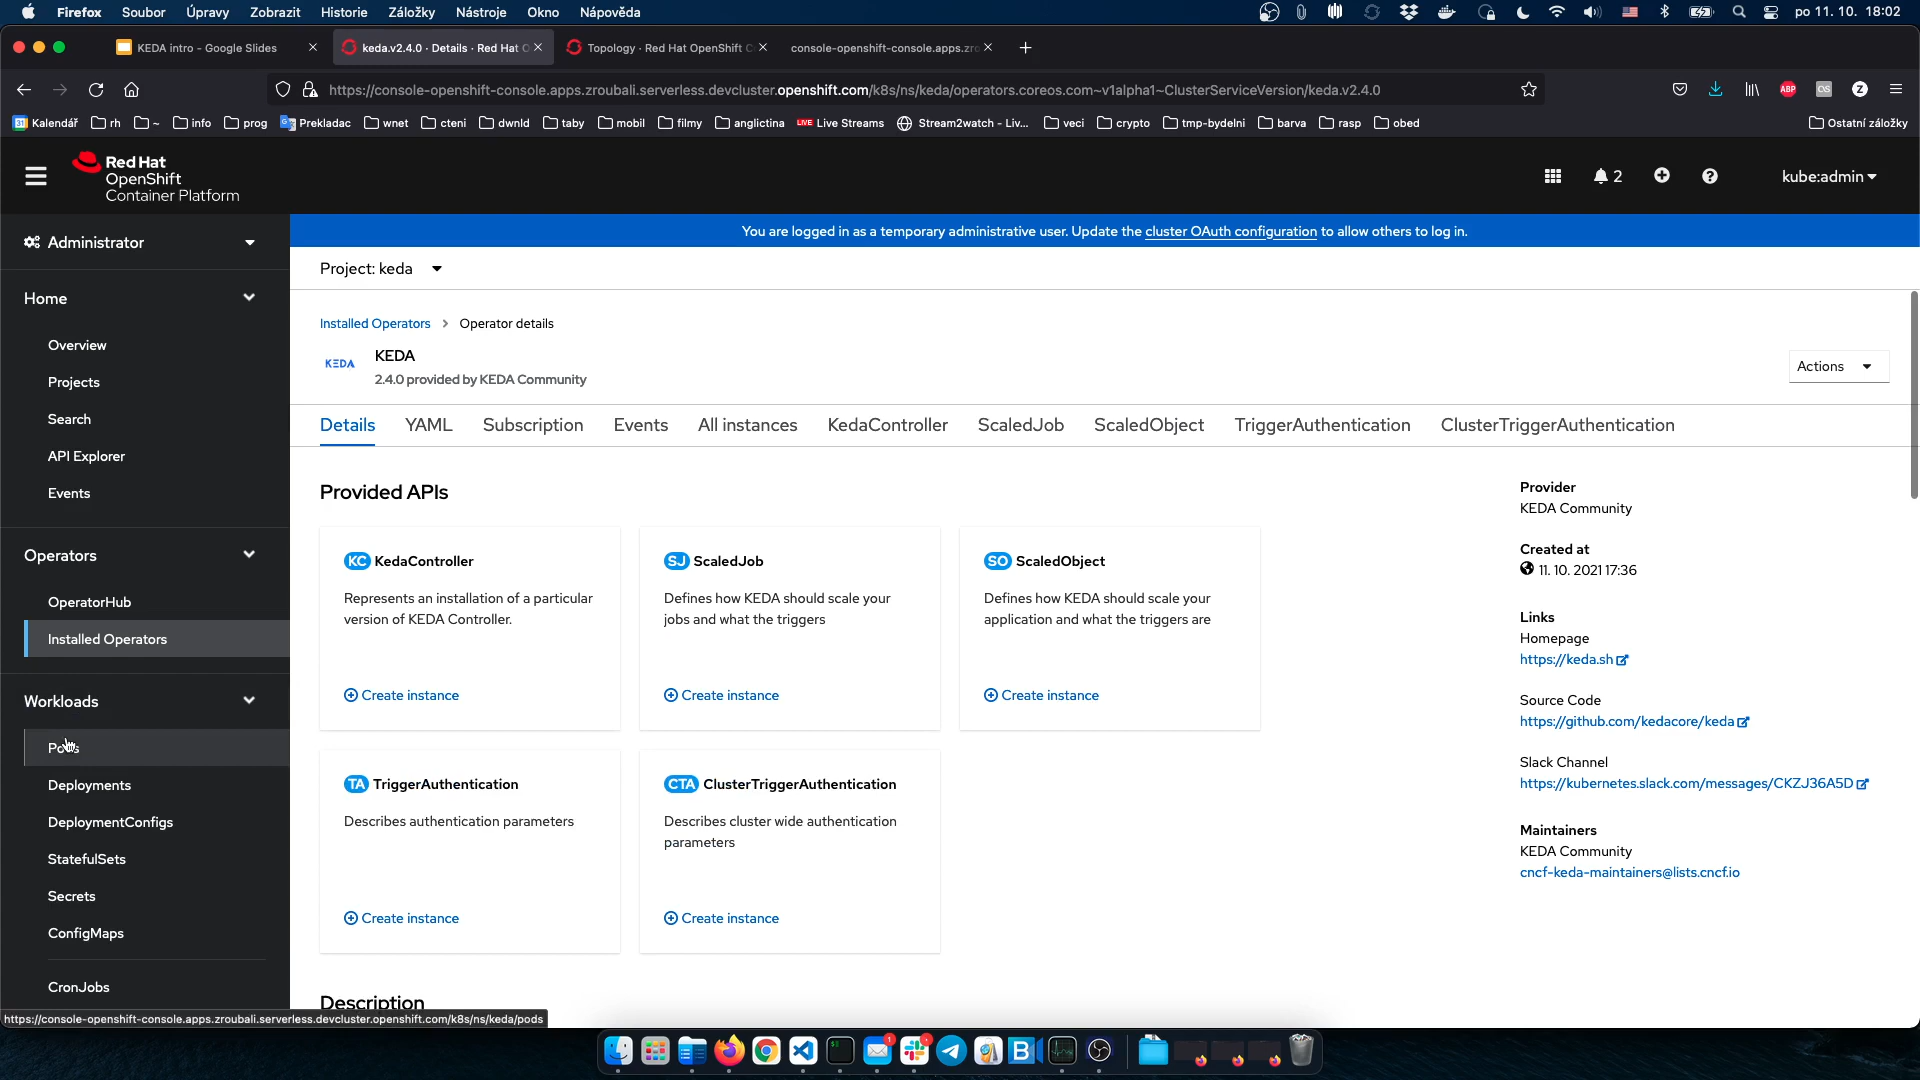 Firefox Soubor Úpravy Zobrazit Historie Záložky Nástroje Okno Nápověda po 11. 10. 18:02
KEDA intro - Google Slides
keda.v2.4.0 · Details · Red Hat O
Topology · Red Hat OpenShift C
console-openshift-console.apps.zro
https://console-openshift-console.apps.zroubali.serverless.devcluster.openshift.com/k8s/ns/keda/operators.coreos.com~v1alpha1~ClusterServiceVersion/keda.v2.4.0
ABP
OS
Z
31 Kalendář rh ~ info prog Prekladac wnet cteni dwnld taby mobil filmy anglictina LIVE Live Streams Stream2watch - Liv... veci crypto tmp-bydelni barva rasp obed Ostatní záložky
Red Hat
OpenShift
Container Platform
2
kube:admin
Administrator
You are logged in as a temporary administrative user. Update the cluster OAuth configuration to allow others to log in.
Project: keda
Home
Overview
Projects
Search
API Explorer
Events
Operators
OperatorHub
Installed Operators
Workloads
Pods
Deployments
DeploymentConfigs
StatefulSets
Secrets
ConfigMaps
CronJobs
Installed Operators > Operator details
KEDA
KEDA
2.4.0 provided by KEDA Community
Actions
Details YAML Subscription Events All instances KedaController ScaledJob ScaledObject TriggerAuthentication ClusterTriggerAuthentication
Provided APIs
KC KedaController
Represents an installation of a particular
version of KEDA Controller.
Create instance
SJ ScaledJob
Defines how KEDA should scale your
jobs and what the triggers
Create instance
SO ScaledObject
Defines how KEDA should scale your
application and what the triggers are
Create instance
TA TriggerAuthentication
Describes authentication parameters
Create instance
CTA ClusterTriggerAuthentication
Describes cluster wide authentication
parameters
Create instance
Description
Provider
KEDA Community
Created at
11. 10. 2021 17:36
Links
Homepage
https://keda.sh
Source Code
https://github.com/kedacore/keda
Slack Channel
https://kubernetes.slack.com/messages/CKZJ36A5D
Maintainers
KEDA Community
cncf-keda-maintainers@lists.cncf.io
https://console-openshift-console.apps.zroubali.serverless.devcluster.openshift.com/k8s/ns/keda/pods
1
B